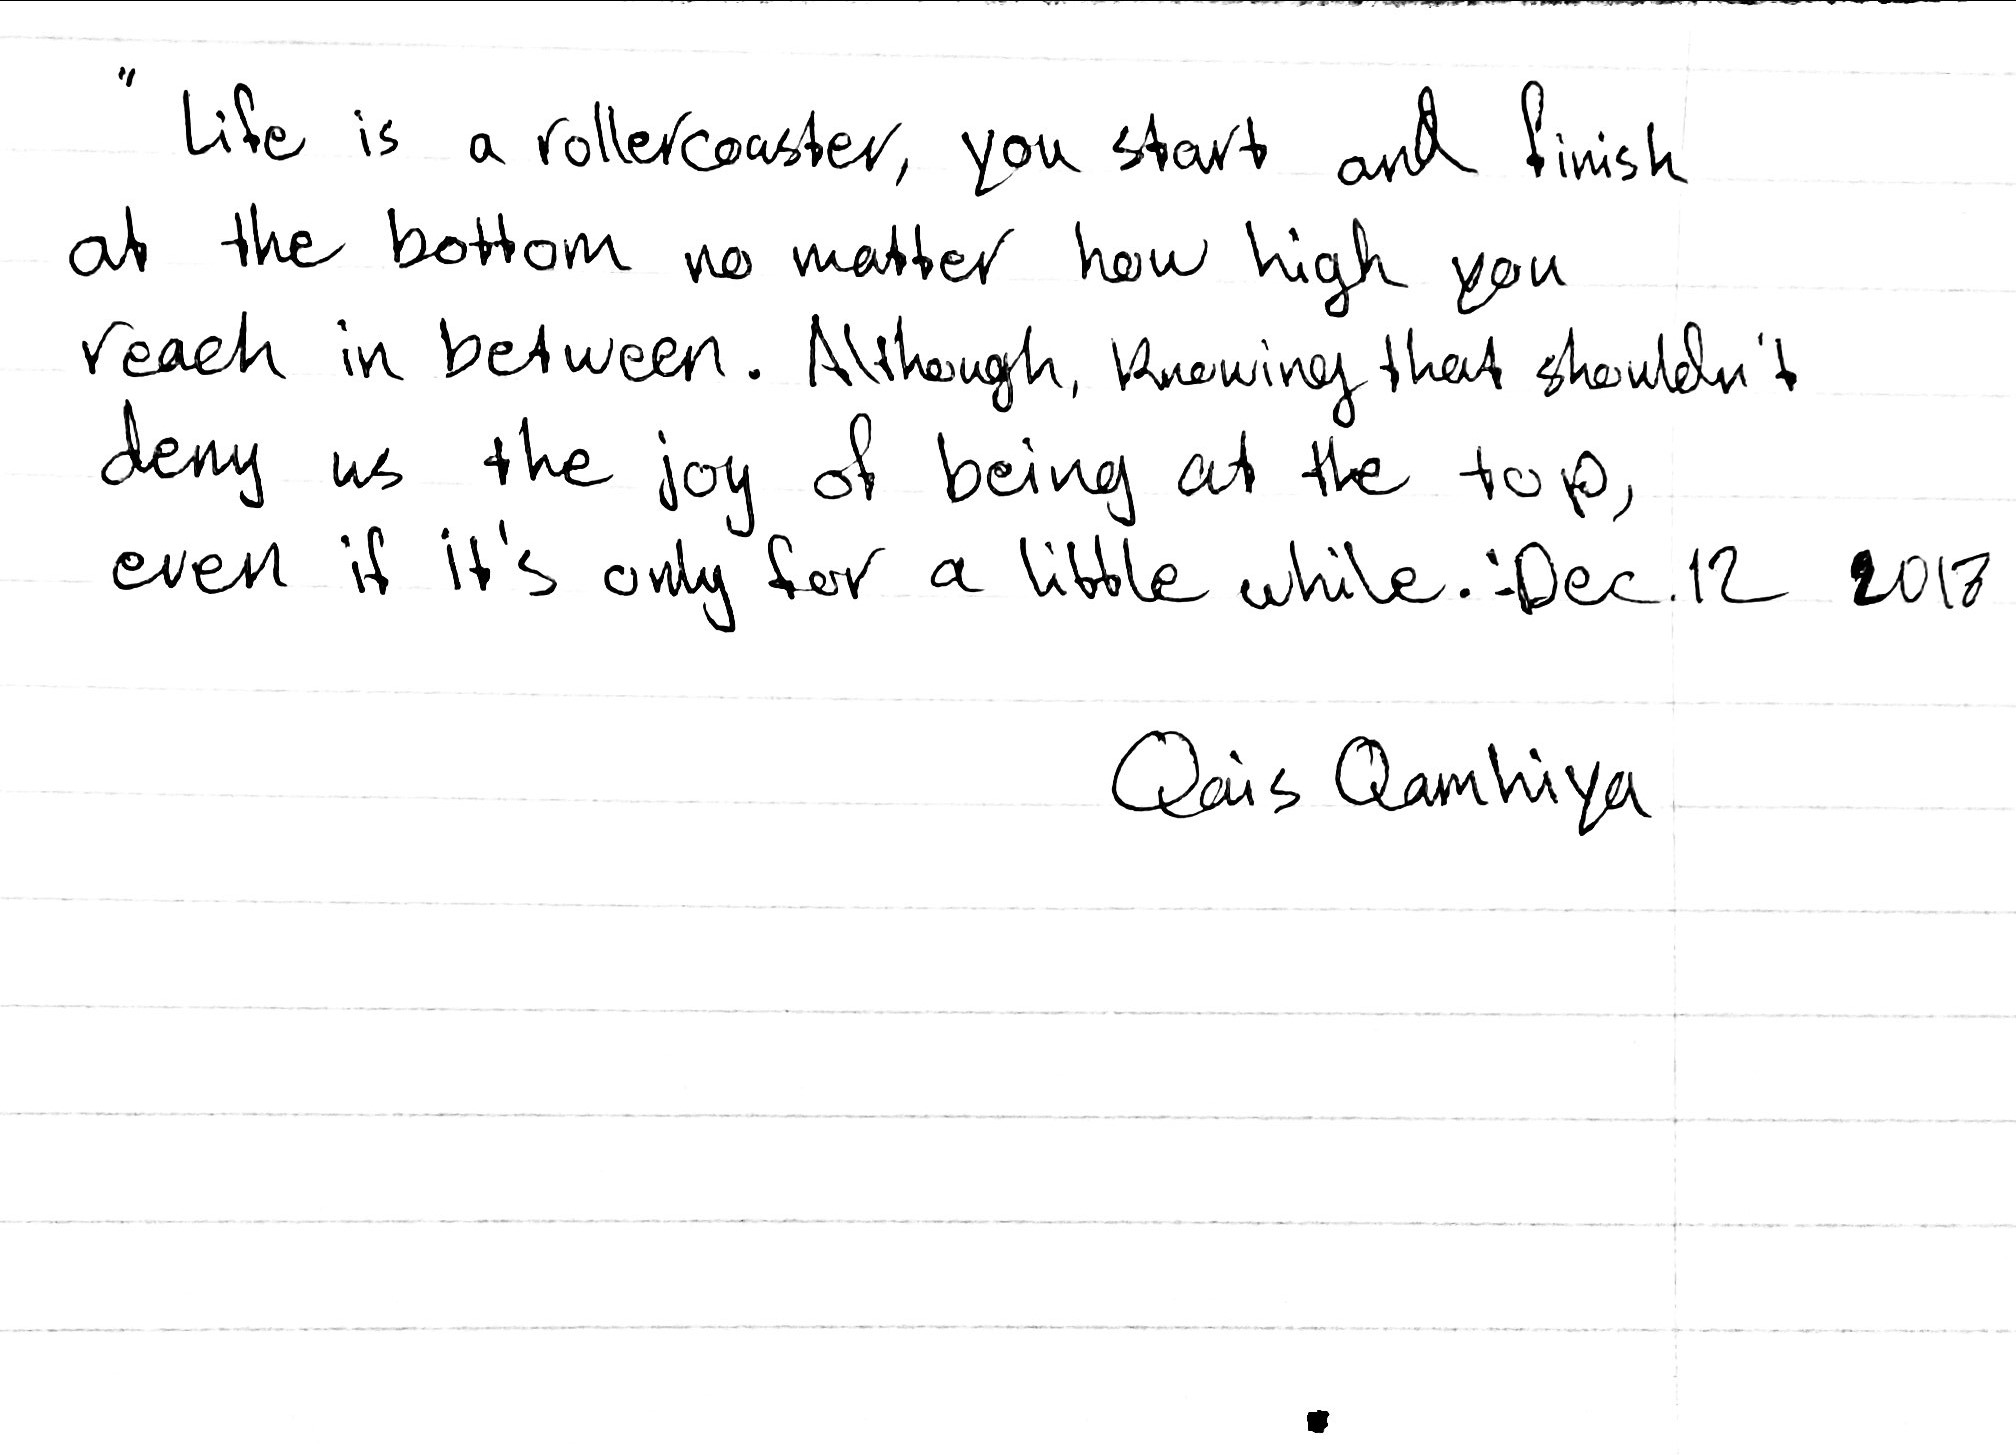 " Life is a rollercoaster, you start and finish
at the bottom no matter how high you
reach in between. Although, knowing that shouldn't
deny us the joy of being at the top,
even if it's only for a little while." Dec. 12 2017
Qais Qamhiya